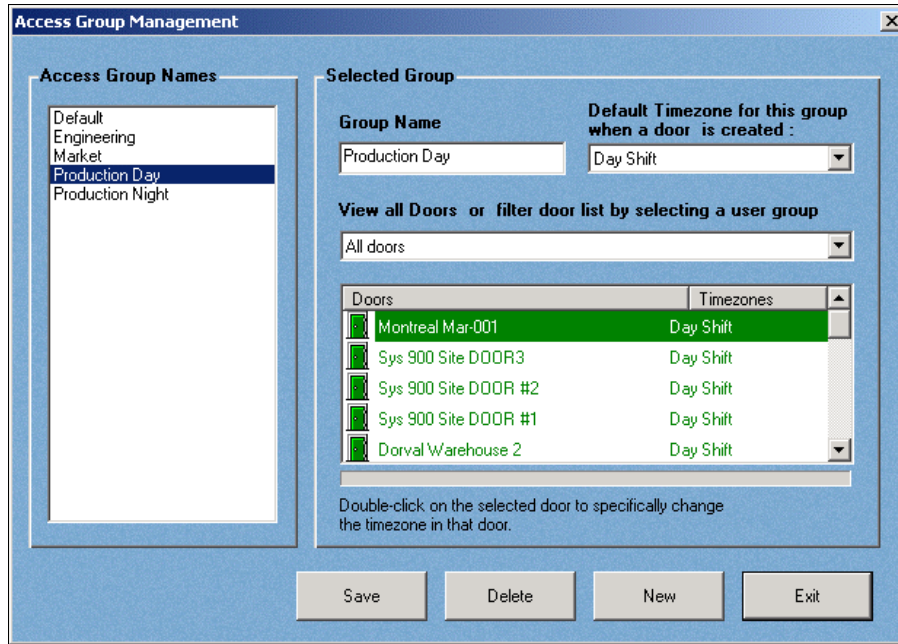 Access Group Management
Access Group Names
Default
Engineering
Market
Production Day
Production Night
Selected Group
Group Name
Production Day
Default Timezone for this group
when a door is created :
Day Shift
View all Doors or filter door list by selecting a user group
All doors
Doors Timezones
Montreal Mar-001 Day Shift
Sys 900 Site DOOR3 Day Shift
Sys 900 Site DOOR #2 Day Shift
Sys 900 Site DOOR #1 Day Shift
Dorval Warehouse 2 Day Shift
Double-click on the selected door to specifically change
the timezone in that door.
Save Delete New Exit